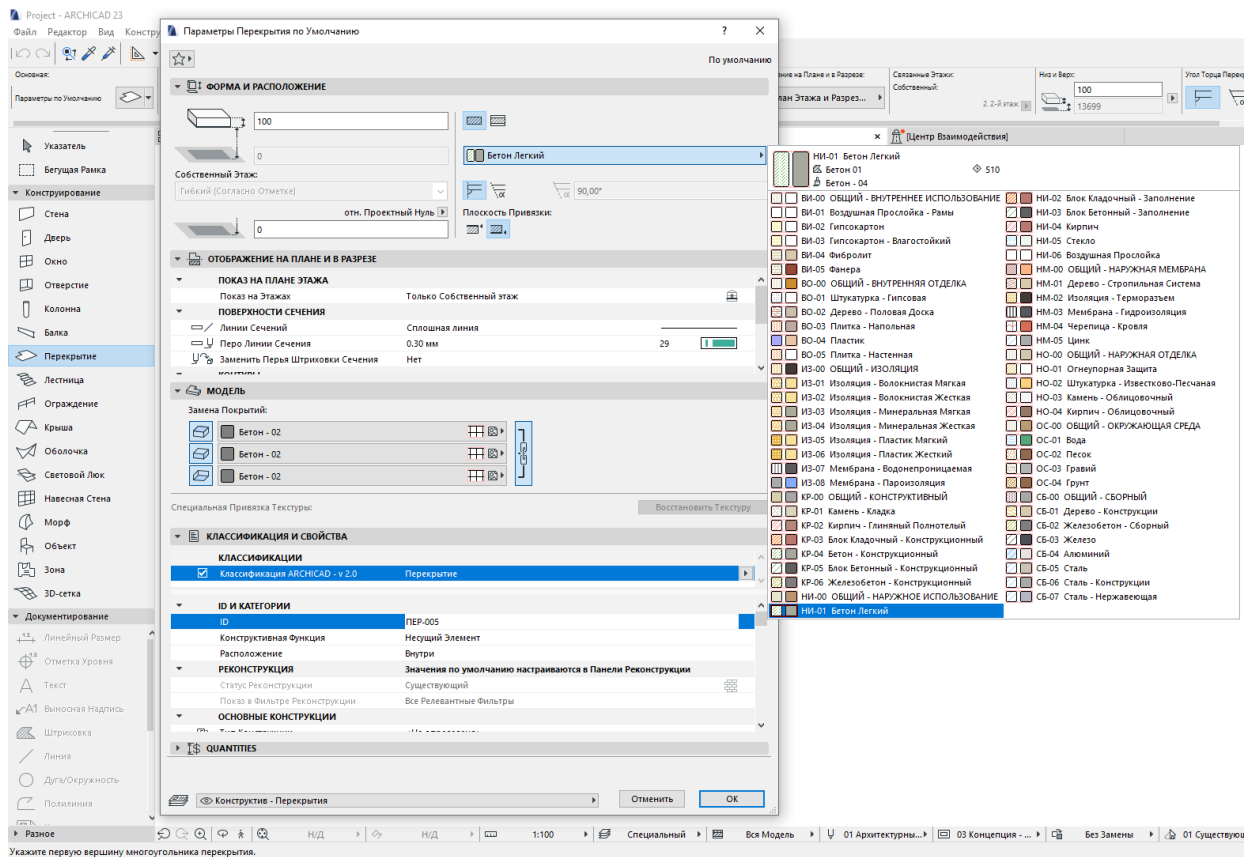 Project - ARCHICAD 23
Файл Редактор Вид Констру
Основная:
Параметры по Умолчанию
Указатель
Бегущая Рамка
Конструирование
Стена
Дверь
Окно
Отверстие
Колонна
Балка
Перекрытие
Лестница
Ограждение
Крыша
Оболочка
Световой Люк
Навесная Стена
Морф
Объект
Зона
3D-сетка
Документирование
Линейный Размер
Отметка Уровня
Текст
Выносная Надпись
Штриховка
Линия
Дуга/Окружность
Полилиния
Разное
Укажите первую вершину многоугольника перекрытия.
Параметры Перекрытия по Умолчанию
По умолчанию
ФОРМА И РАСПОЛОЖЕНИЕ
100
0
Бетон Легкий
Собственный Этаж:
Гибкий (Согласно Отметке)
90,00°
отн. Проектный Нуль
Плоскость Привязки:
0
ОТОБРАЖЕНИЕ НА ПЛАНЕ И В РАЗРЕЗЕ
ПОКАЗ НА ПЛАНЕ ЭТАЖА
Показ на Этажах Только Собственный этаж
ПОВЕРХНОСТИ СЕЧЕНИЯ
Линии Сечений Сплошная линия
Перо Линии Сечения 0.30 мм 29
Заменить Перья Штриховки Сечения Нет
КОНТУРЫ
МОДЕЛЬ
Замена Покрытий:
Бетон - 02
Бетон - 02
Бетон - 02
Специальная Привязка Текстуры: Восстановить Текстуру
КЛАССИФИКАЦИЯ И СВОЙСТВА
КЛАССИФИКАЦИИ
Классификация ARCHICAD - v 2.0 Перекрытие
ID И КАТЕГОРИИ
ID ПЕР-005
Конструктивная Функция Несущий Элемент
Расположение Внутри
РЕКОНСТРУКЦИЯ Значения по умолчанию настраиваются в Панели Реконструкции
Статус Реконструкции Существующий
Показ в Фильтре Реконструкции Все Релевантные Фильтры
ОСНОВНЫЕ КОНСТРУКЦИИ
QUANTITIES
Конструктив - Перекрытия
Отменить OK
ние на Плане и в Разрезе:
лан Этажа и Разрез...
Связанные Этажи:
Собственный:
2. 2-й этаж
Низ и Верх:
100
13699
Угол Торца Перек
[Центр Взаимодействия]
НИ-01 Бетон Легкий
Бетон 01 510
Бетон - 04
ВИ-00 ОБЩИЙ - ВНУТРЕННЕЕ ИСПОЛЬЗОВАНИЕ
ВИ-01 Воздушная Прослойка - Рамы
ВИ-02 Гипсокартон
ВИ-03 Гипсокартон - Влагостойкий
ВИ-04 Фибролит
ВИ-05 Фанера
ВО-00 ОБЩИЙ - ВНУТРЕННЯЯ ОТДЕЛКА
ВО-01 Штукатурка - Гипсовая
ВО-02 Дерево - Половая Доска
ВО-03 Плитка - Напольная
ВО-04 Пластик
ВО-05 Плитка - Настенная
ИЗ-00 ОБЩИЙ - ИЗОЛЯЦИЯ
ИЗ-01 Изоляция - Волокнистая Мягкая
ИЗ-02 Изоляция - Волокнистая Жесткая
ИЗ-03 Изоляция - Минеральная Мягкая
ИЗ-04 Изоляция - Минеральная Жесткая
ИЗ-05 Изоляция - Пластик Мягкий
ИЗ-06 Изоляция - Пластик Жесткий
ИЗ-07 Мембрана - Водонепроницаемая
ИЗ-08 Мембрана - Пароизоляция
КР-00 ОБЩИЙ - КОНСТРУКТИВНЫЙ
КР-01 Камень - Кладка
КР-02 Кирпич - Глиняный Полнотелый
КР-03 Блок Кладочный - Конструкционный
КР-04 Бетон - Конструкционный
КР-05 Блок Бетонный - Конструкционный
КР-06 Железобетон - Конструкционный
НИ-00 ОБЩИЙ - НАРУЖНОЕ ИСПОЛЬЗОВАНИЕ
НИ-01 Бетон Легкий
НИ-02 Блок Кладочный - Заполнение
НИ-03 Блок Бетонный - Заполнение
НИ-04 Кирпич
НИ-05 Стекло
НИ-06 Воздушная Прослойка
НМ-00 ОБЩИЙ - НАРУЖНАЯ МЕМБРАНА
НМ-01 Дерево - Стропильная Система
НМ-02 Изоляция - Терморазъем
НМ-03 Мембрана - Гидроизоляция
НМ-04 Черепица - Кровля
НМ-05 Цинк
НО-00 ОБЩИЙ - НАРУЖНАЯ ОТДЕЛКА
НО-01 Огнеупорная Защита
НО-02 Штукатурка - Известково-Песчаная
НО-03 Камень - Облицовочный
НО-04 Кирпич - Облицовочный
ОС-00 ОБЩИЙ - ОКРУЖАЮЩАЯ СРЕДА
ОС-01 Вода
ОС-02 Песок
ОС-03 Гравий
ОС-04 Грунт
СБ-00 ОБЩИЙ - СБОРНЫЙ
СБ-01 Дерево - Конструкции
СБ-02 Железобетон - Сборный
СБ-03 Железо
СБ-04 Алюминий
СБ-05 Сталь
СБ-06 Сталь - Конструкции
СБ-07 Сталь - Нержавеющая
Н/Д Н/Д 1:100 Специальный Вся Модель 01 Архитектурны... 03 Концепция - ... Без Замены 01 Существую